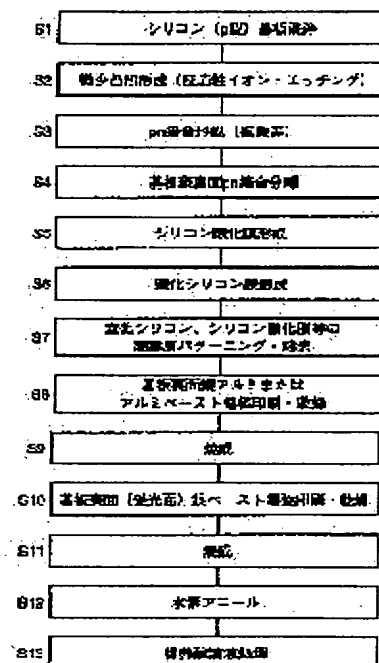 S1 シリコン (p型) 基板洗浄
S2 微少凸凹形成 (反応性イオン・エッチング)
S3 pn接合形成 (拡散法)
S4 基板裏面pn接合分離
S5 シリコン酸化膜形成
S6 窒化シリコン膜形成
S7 窒化シリコン、シリコン酸化膜等の
パターニング・除去
S8 基板裏面銀アルミまたは
アルミペースト電極印刷・乾燥
S9 焼成
S10 基板表面 (受光面) 銀ペースト電極印刷・乾燥
S11 焼成
S12 水素アニール
S13